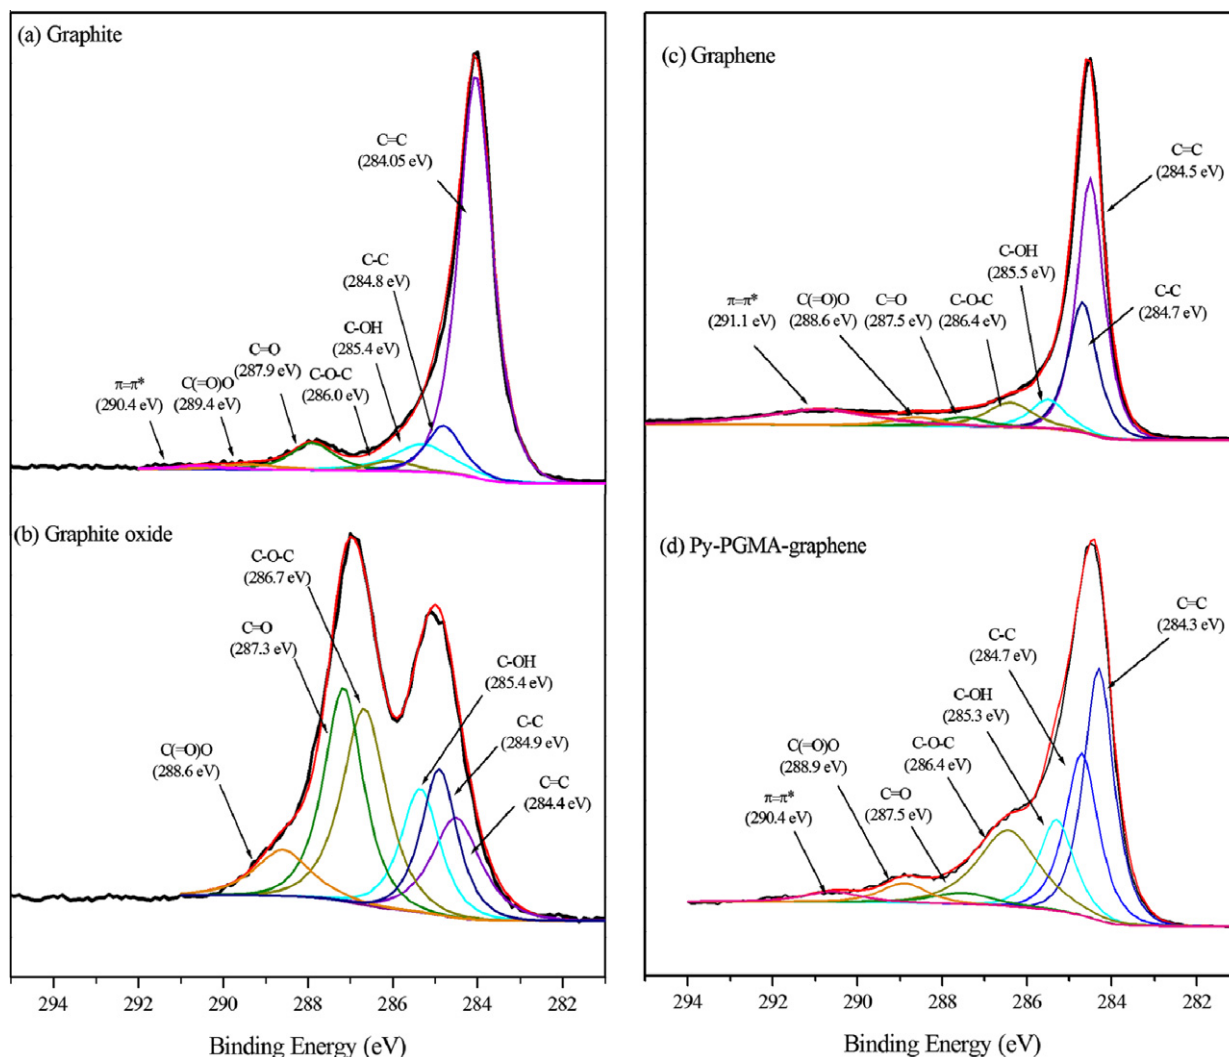 (a) Graphite
C=C
(284.05 eV)
C-C
(284.8 eV)
C-OH
(285.4 eV)
C=O
(287.9 eV)
C-O-C
(286.0 eV)
π=π*
(290.4 eV)
C(=O)O
(289.4 eV)
(b) Graphite oxide
C-O-C
(286.7 eV)
C=O
(287.3 eV)
C-OH
(285.4 eV)
C-C
(284.9 eV)
C(=O)O
(288.6 eV)
C=C
(284.4 eV)
294 292 290 288 286 284 282
Binding Energy (eV)
(c) Graphene
C=C
(284.5 eV)
C-OH
(285.5 eV)
C-C
(284.7 eV)
π=π*
(291.1 eV)
C(=O)O
(288.6 eV)
C=O
(287.5 eV)
C-O-C
(286.4 eV)
(d) Py-PGMA-graphene
C=C
(284.3 eV)
C-C
(284.7 eV)
C-OH
(285.3 eV)
C(=O)O
(288.9 eV)
C-O-C
(286.4 eV)
π=π*
(290.4 eV)
C=O
(287.5 eV)
294 292 290 288 286 284 282
Binding Energy (eV)